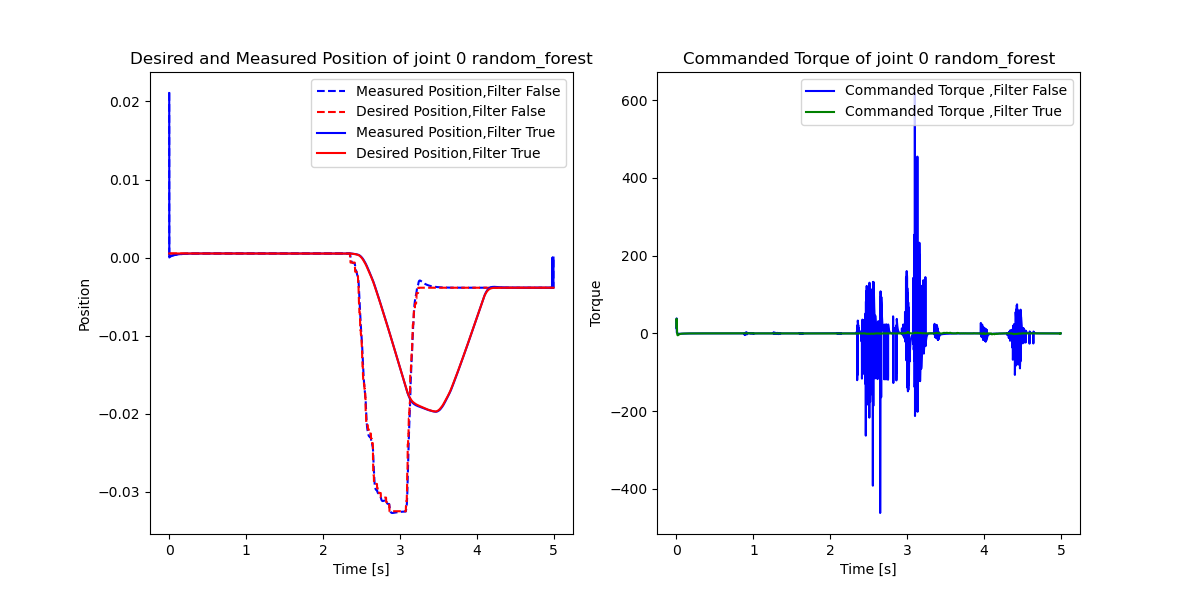 Desired and Measured Position of joint 0 random_forest
Measured Position,Filter False
Desired Position,Filter False
Measured Position,Filter True
Desired Position,Filter True
0.02
0.01
0.00
−0.01
−0.02
−0.03
Position
0 1 2 3 4 5
Time [s]
Commanded Torque of joint 0 random_forest
Commanded Torque ,Filter False
Commanded Torque ,Filter True
600
400
200
0
−200
−400
Torque
0 1 2 3 4 5
Time [s]